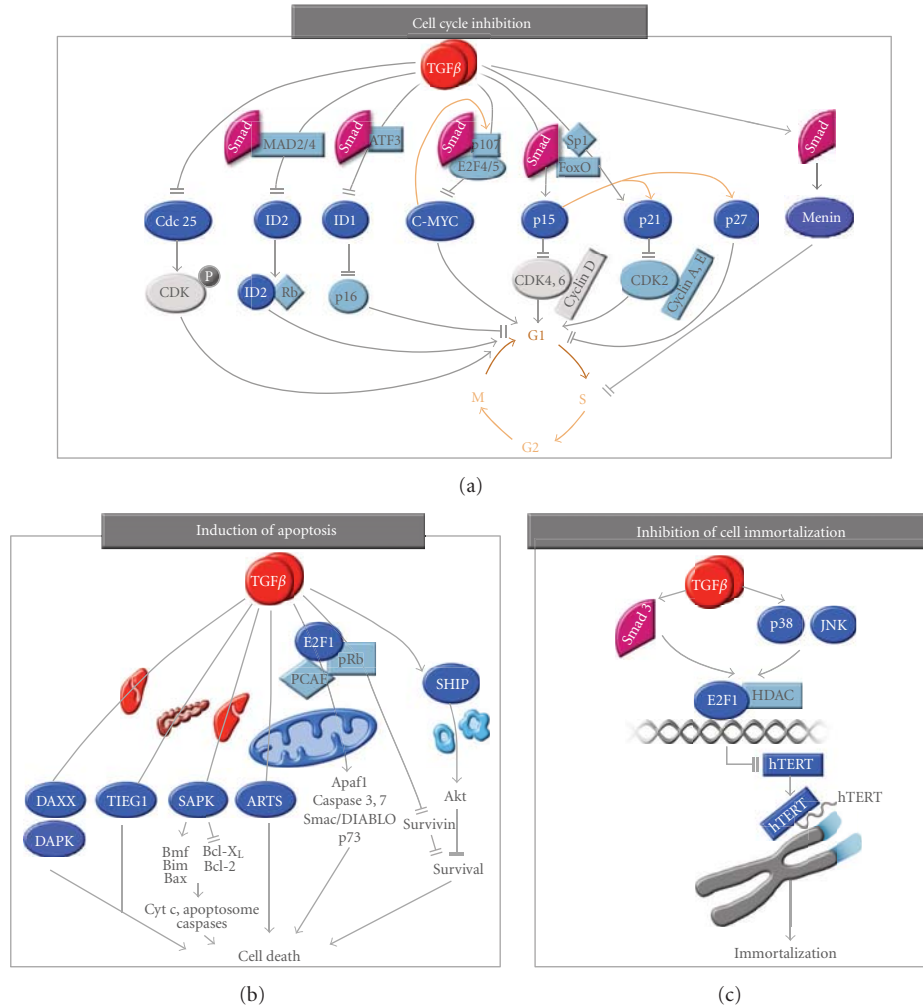 Cell cycle inhibition
TGFβ
Smad
MAD2/4
Smad
ATF3
Smad
p107
E2F4/5
Smad
Sp1
FoxO
Smad
Cdc 25
ID2
ID1
C-MYC
p15
p21
p27
Menin
CDK
P
ID2
Rb
p16
CDK4, 6
Cyclin D
CDK2
Cyclin A, E
G1
M
S
G2
(a)
Induction of apoptosis
TGFβ
E2F1
pRb
PCAF
SHIP
DAXX
DAPK
TIEG1
SAPK
ARTS
Apaf1
Caspase 3, 7
Smac/DIABLO
p73
Akt
Survivin
Survival
Bmf
Bim
Bax
Bcl-XL
Bcl-2
Cyt c, apoptosome
caspases
Cell death
(b)
Inhibition of cell immortalization
TGFβ
Smad 3
p38
JNK
E2F1
HDAC
hTERT
hTERT
hTERT
Immortalization
(c)